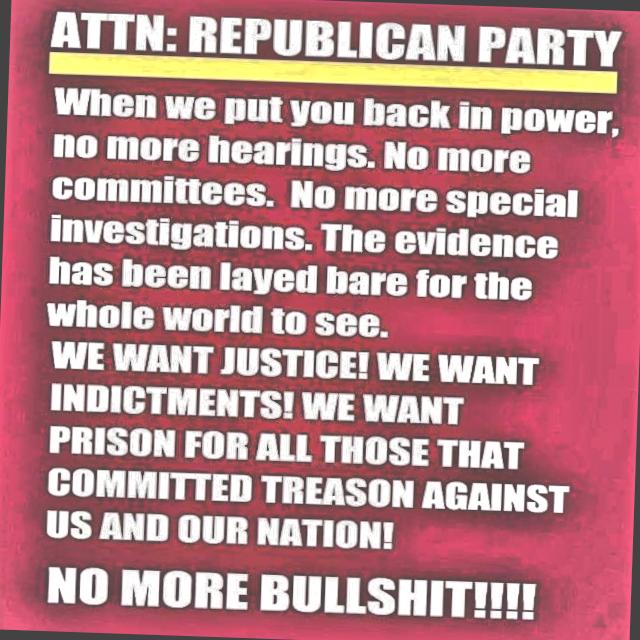 ATTN: REPUBLICAN PARTY
When we put you back in power,
no more hearings. No more
committees. No more special
investigations. The evidence
has been layed bare for the
whole world to see.
WE WANT JUSTICE! WE WANT
INDICTMENTS! WE WANT
PRISON FOR ALL THOSE THAT
COMMITTED TREASON AGAINST
US AND OUR NATION!
NO MORE BULLSHIT!!!!